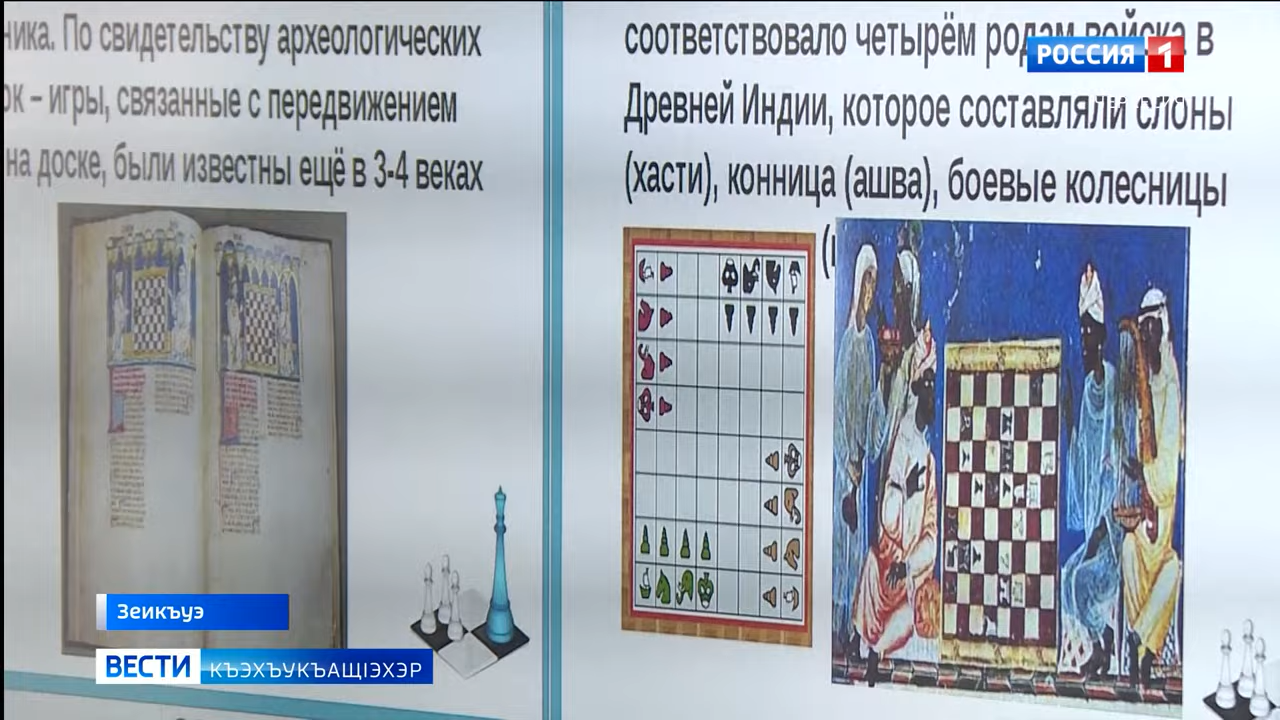 ника. По свидетельству археологических
ок – игры, связанные с передвижением
на доске, были известны ещё в 3-4 веках
соответствовало четырём родам войска в
Древней Индии, которое составляли слоны
(хасти), конница (ашва), боевые колесницы
РОССИЯ 1
Зеикъуэ
ВЕСТИ КЪЭХЪУКЪАЩІЭХЭР